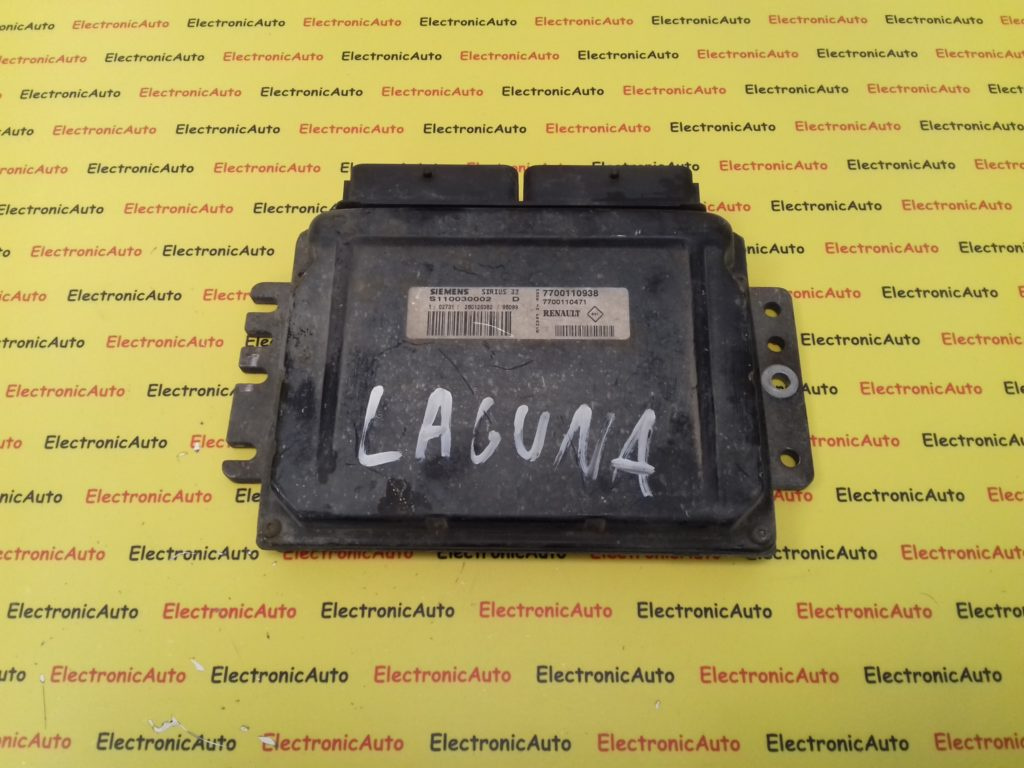 SIEMENS SIRIUS 32
S110030002 D
7700110938
7700110471
RENAULT
LAGUNA
ElectronicAuto